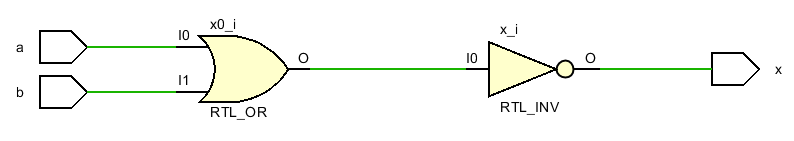 a
I0
x0_i
O
b
I1
RTL_OR
x_i
I0
O
RTL_INV
x